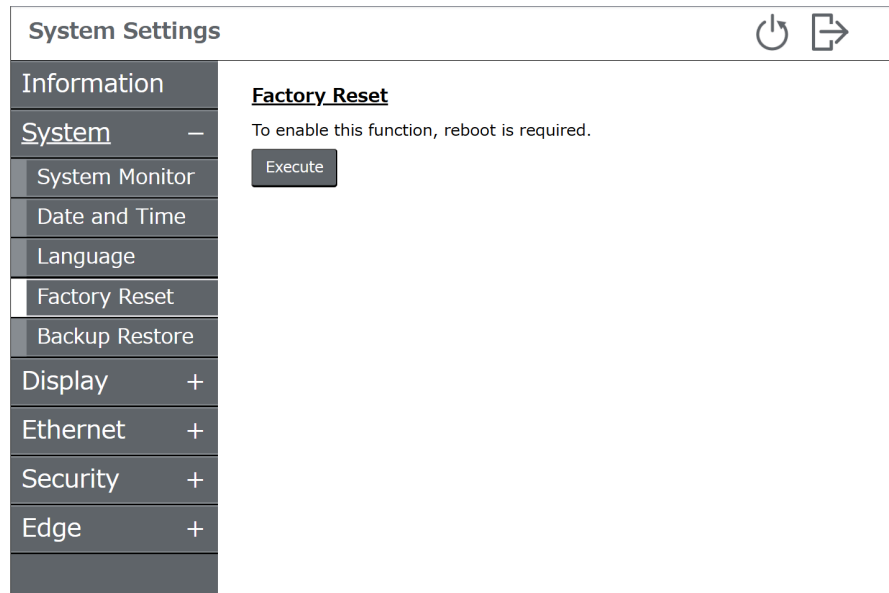 System Settings
Information
System –
System Monitor
Date and Time
Language
Factory Reset
Backup Restore
Display +
Ethernet +
Security +
Edge +
Factory Reset
To enable this function, reboot is required.
Execute